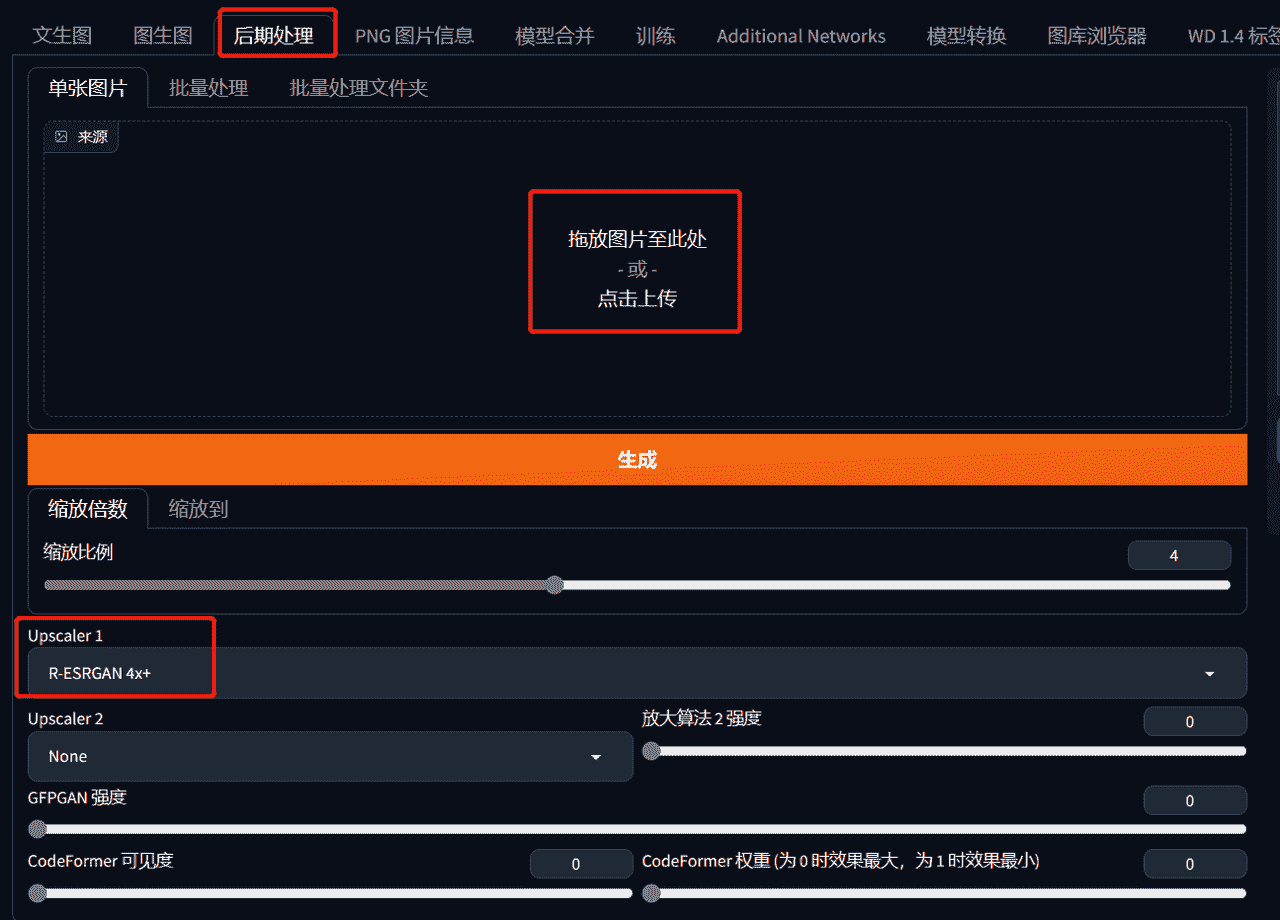 文生图 图生图 后期处理 PNG 图片信息 模型合并 训练 Additional Networks 模型转换 图库浏览器 WD 1.4 标签
单张图片 批量处理 批量处理文件夹
来源
拖放图片至此处
- 或 -
点击上传
生成
缩放倍数 缩放到
缩放比例 4
Upscaler 1
R-ESRGAN 4x+
Upscaler 2 放大算法 2 强度 0
None
GFPGAN 强度 0
CodeFormer 可见度 0 CodeFormer 权重 (为 0 时效果最大，为 1 时效果最小) 0